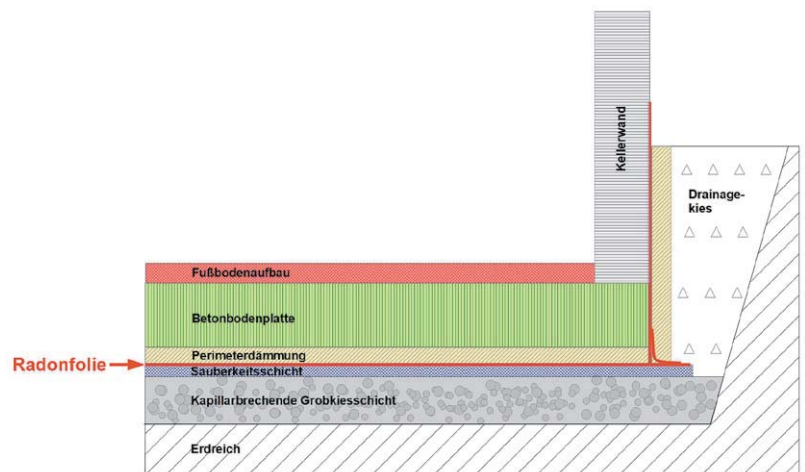 Kellerwand
Drainage-
kies
Fußbodenaufbau
Betonbodenplatte
Perimeterdämmung
Radonfolie
Sauberkeitsschicht
Kapillarbrechende Grobkiesschicht
Erdreich